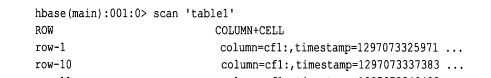 hbase(main):001:0> scan 'table1'
ROW COLUMN+CELL
row-1 column=cf1:,timestamp=1297073325971 ...
row-10 column=cf1:,timestamp=1297073337383 ...